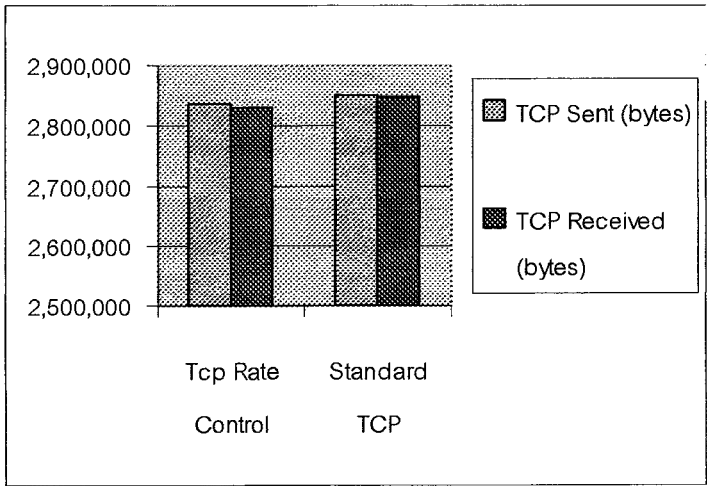 2,900,000
2,800,000
2,700,000
2,600,000
2,500,000
Tcp Rate
Control
Standard
TCP
TCP Sent (bytes)
TCP Received
(bytes)